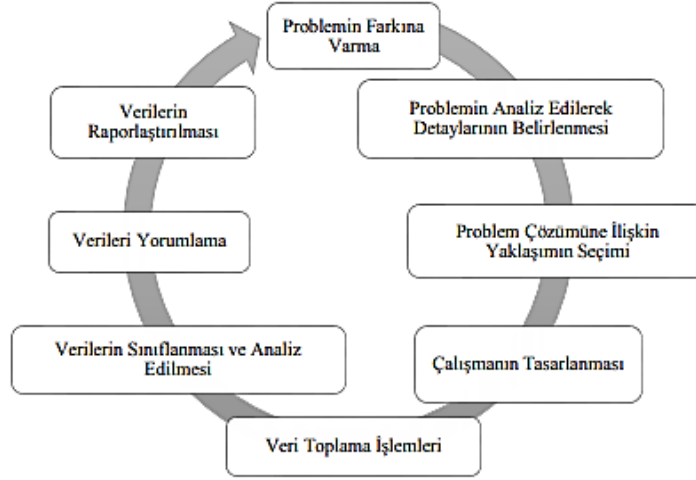 Problemin Farkına
Varma
Problemin Analiz Edilerek
Detaylarının Belirlenmesi
Problem Çözümüne İlişkin
Yaklaşımın Seçimi
Çalışmanın Tasarlanması
Veri Toplama İşlemleri
Verilerin Sınıflanması ve Analiz
Edilmesi
Verileri Yorumlama
Verilerin
Raporlaştırılması